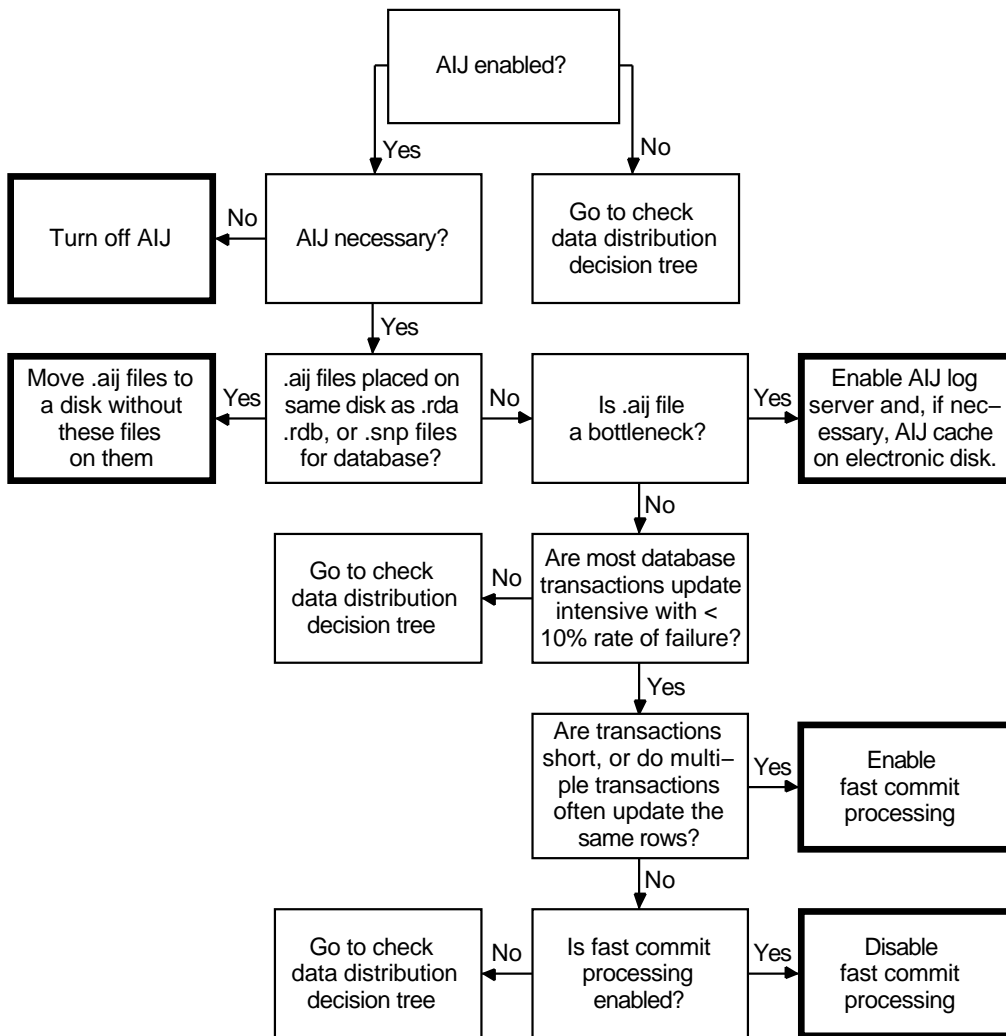 AIJ enabled?
Yes
No
Turn off AIJ
No
AIJ necessary?
Go to check
data distribution
decision tree
Yes
Move .aij files to
a disk without
these files
on them
Yes
.aij files placed on
same disk as .rda
.rdb, or .snp files
for database?
No
Is .aij file
a bottleneck?
Yes
Enable AIJ log
server and, if nec–
essary, AIJ cache
on electronic disk.
No
Go to check
data distribution
decision tree
No
Are most database
transactions update
intensive with <
10% rate of failure?
Yes
Are transactions
short, or do multi–
ple transactions
often update the
same rows?
Yes
Enable
fast commit
processing
No
Go to check
data distribution
decision tree
No
Is fast commit
processing
enabled?
Yes
Disable
fast commit
processing